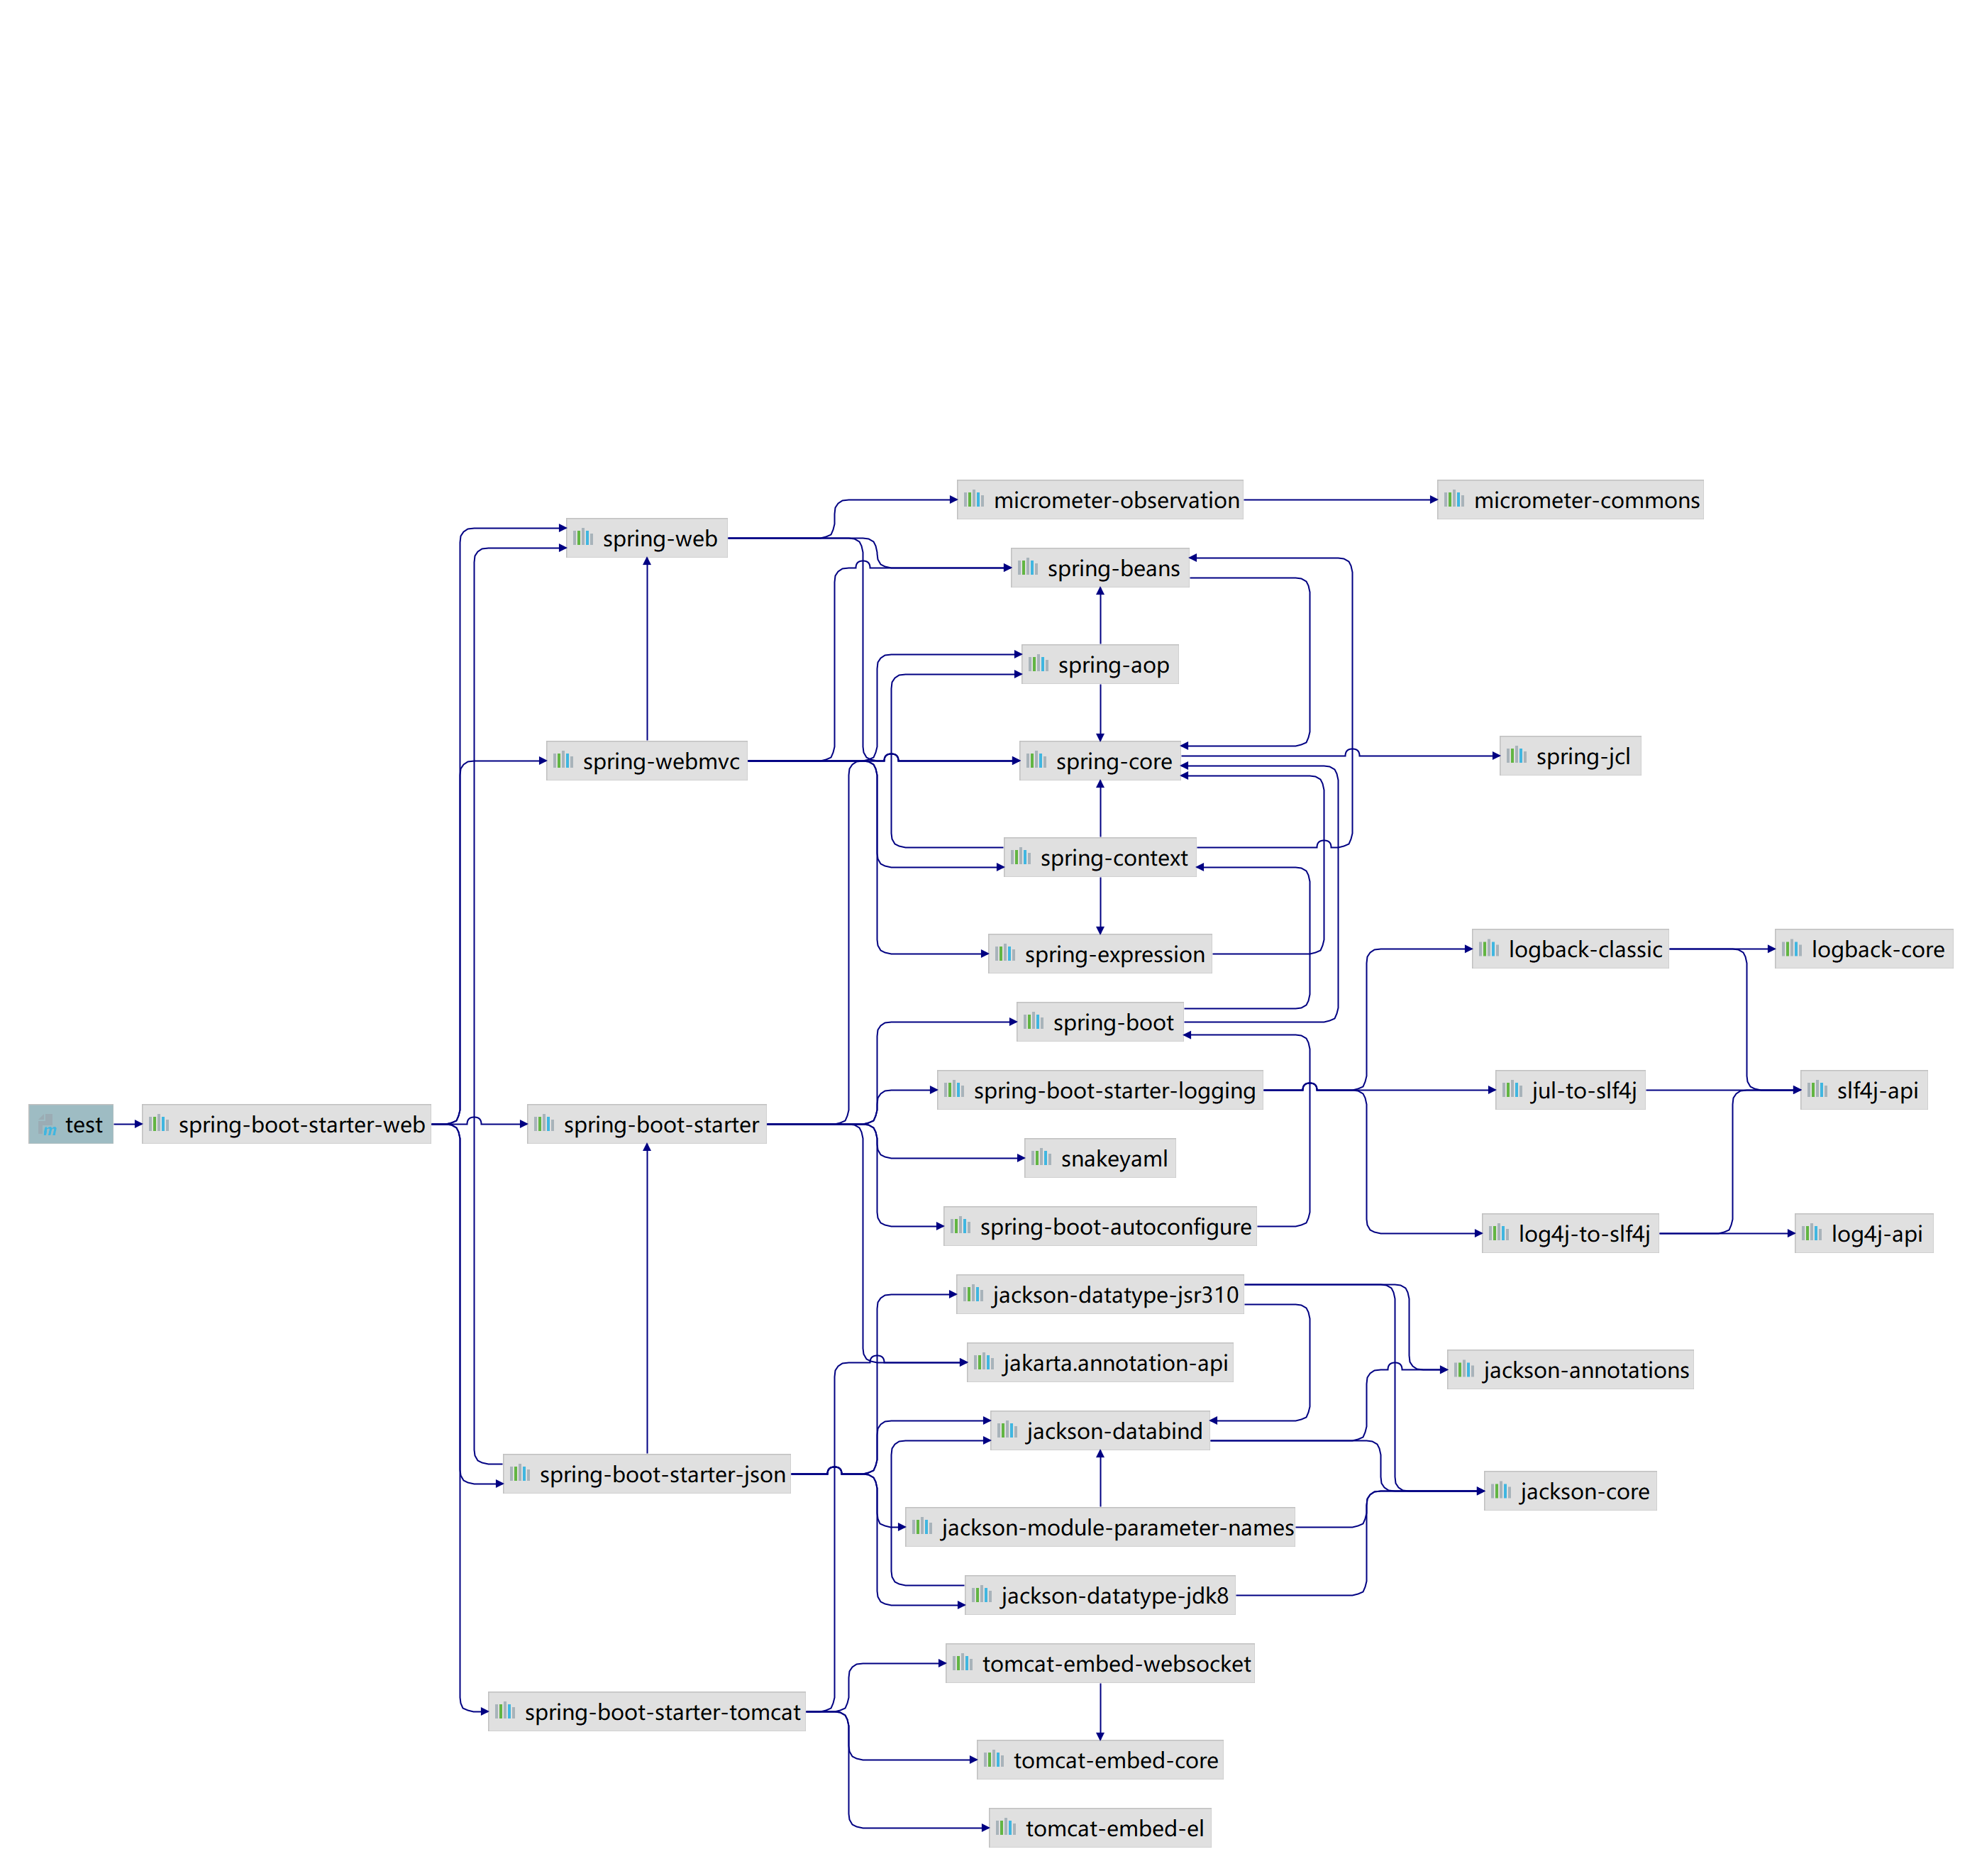 micrometer-observation
micrometer-commons
spring-web
spring-beans
spring-aop
spring-webmvc
spring-core
spring-jcl
spring-context
spring-expression
logback-classic
logback-core
spring-boot
spring-boot-starter-logging
jul-to-slf4j
slf4j-api
test
spring-boot-starter-web
spring-boot-starter
snakeyaml
spring-boot-autoconfigure
log4j-to-slf4j
log4j-api
jackson-datatype-jsr310
jakarta.annotation-api
jackson-annotations
jackson-databind
spring-boot-starter-json
jackson-core
jackson-module-parameter-names
jackson-datatype-jdk8
tomcat-embed-websocket
spring-boot-starter-tomcat
tomcat-embed-core
tomcat-embed-el